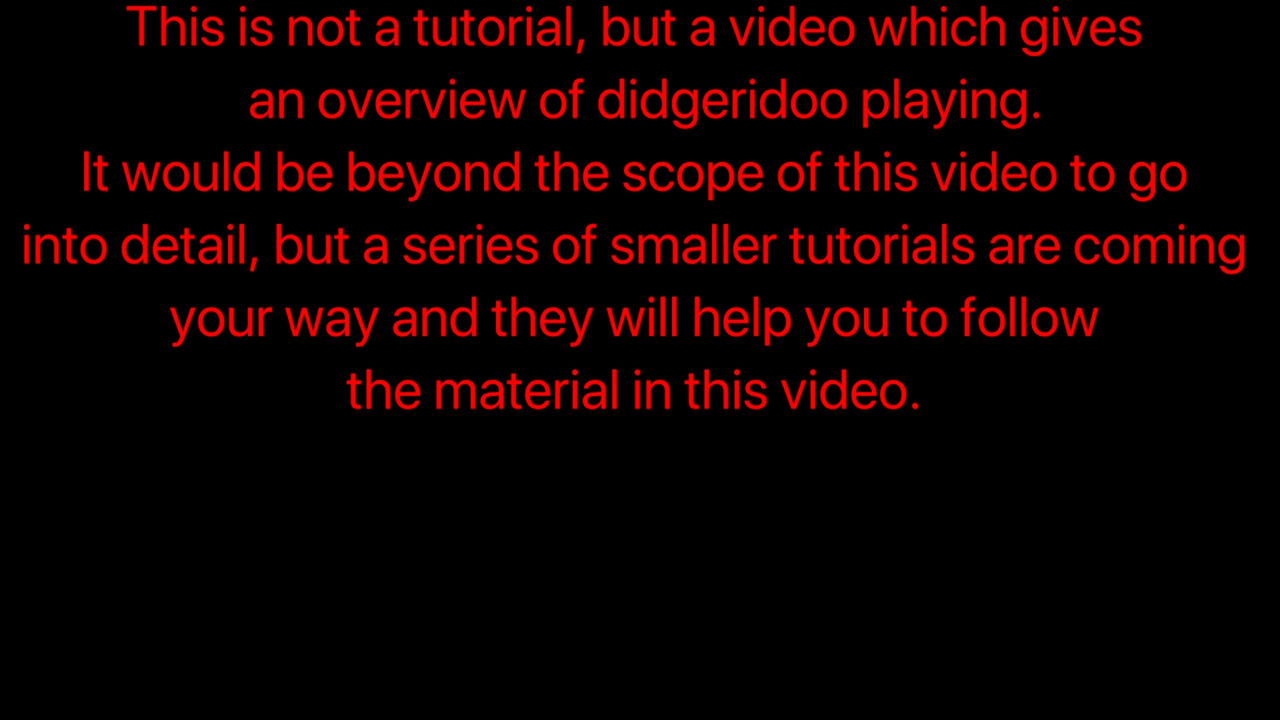 This is not a tutorial, but a video which gives
an overview of didgeridoo playing.
It would be beyond the scope of this video to go
into detail, but a series of smaller tutorials are coming
your way and they will help you to follow
the material in this video.